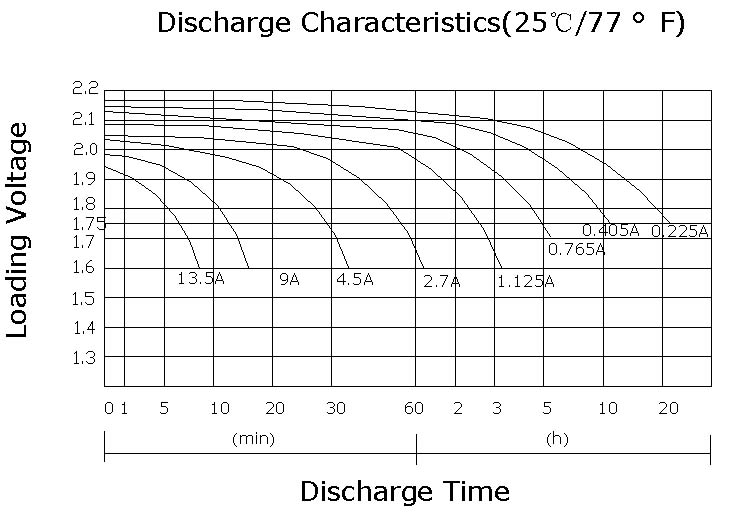 Discharge Characteristics(25℃/77 ° F)
Loading Voltage
2.2
2.1
2.0
1.9
1.8
1.75
1.7
1.6
1.5
1.4
1.3
0.405A 0.225A
0.765A
13.5A 9A 4.5A 2.7A 1.125A
0 1 5 10 20 30 60 2 3 5 10 20
(min) (h)
Discharge Time